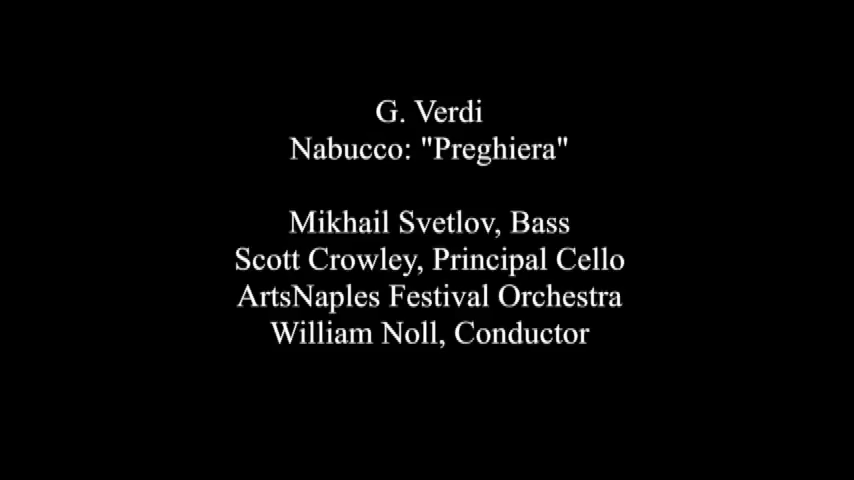 G. Verdi
Nabucco: "Preghiera"
Mikhail Svetlov, Bass
Scott Crowley, Principal Cello
ArtsNaples Festival Orchestra
William Noll, Conductor